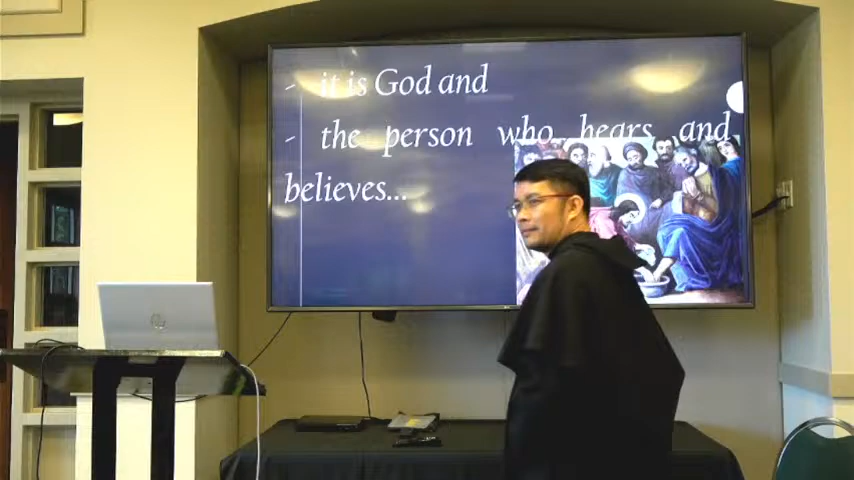 - it is God and
- the person who hears and
believes...